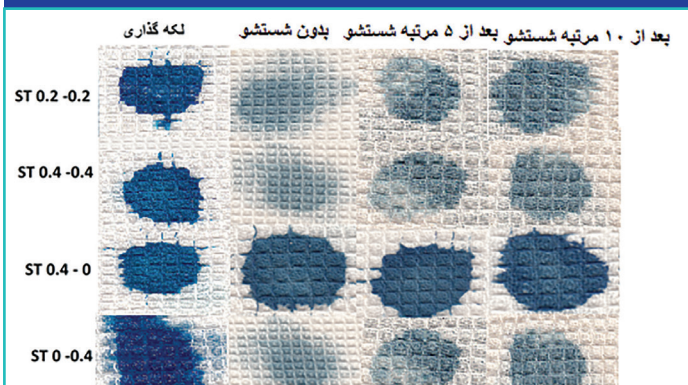 لکه گذاری بدون شستشو بعد از ۵ مرتبه شستشو بعد از ۱۰ مرتبه شستشو
ST 0.2 -0.2
ST 0.4 -0.4
ST 0.4 - 0
ST 0 -0.4